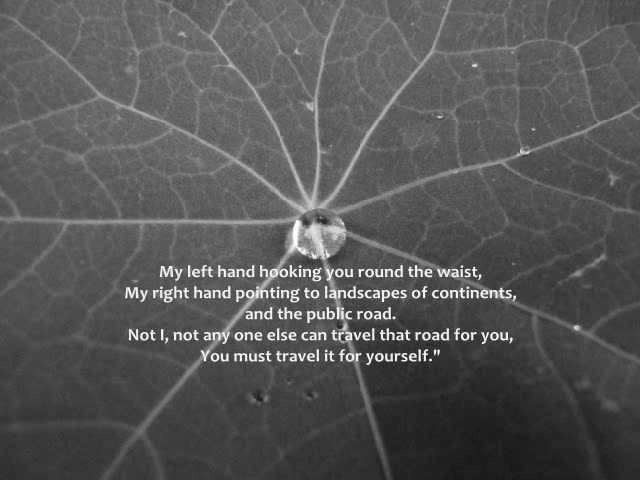 My left hand hooking you round the waist,
My right hand pointing to landscapes of continents,
and the public road.
Not I, not any one else can travel that road for you,
You must travel it for yourself."